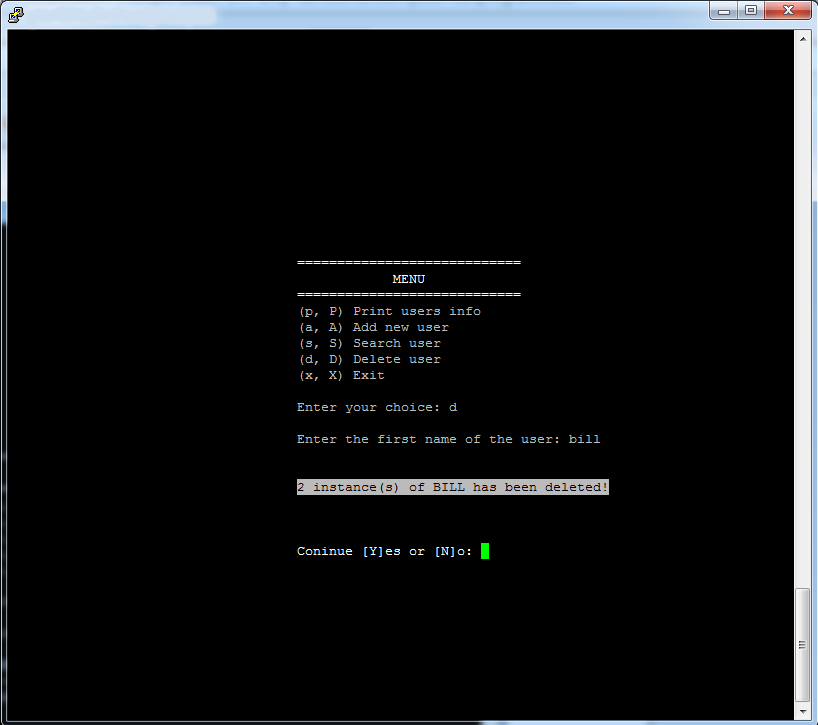 ============================
MENU
============================
(p, P) Print users info
(a, A) Add new user
(s, S) Search user
(d, D) Delete user
(x, X) Exit
Enter your choice: d
Enter the first name of the user: bill
2 instance(s) of BILL has been deleted!
Coninue [Y]es or [N]o: